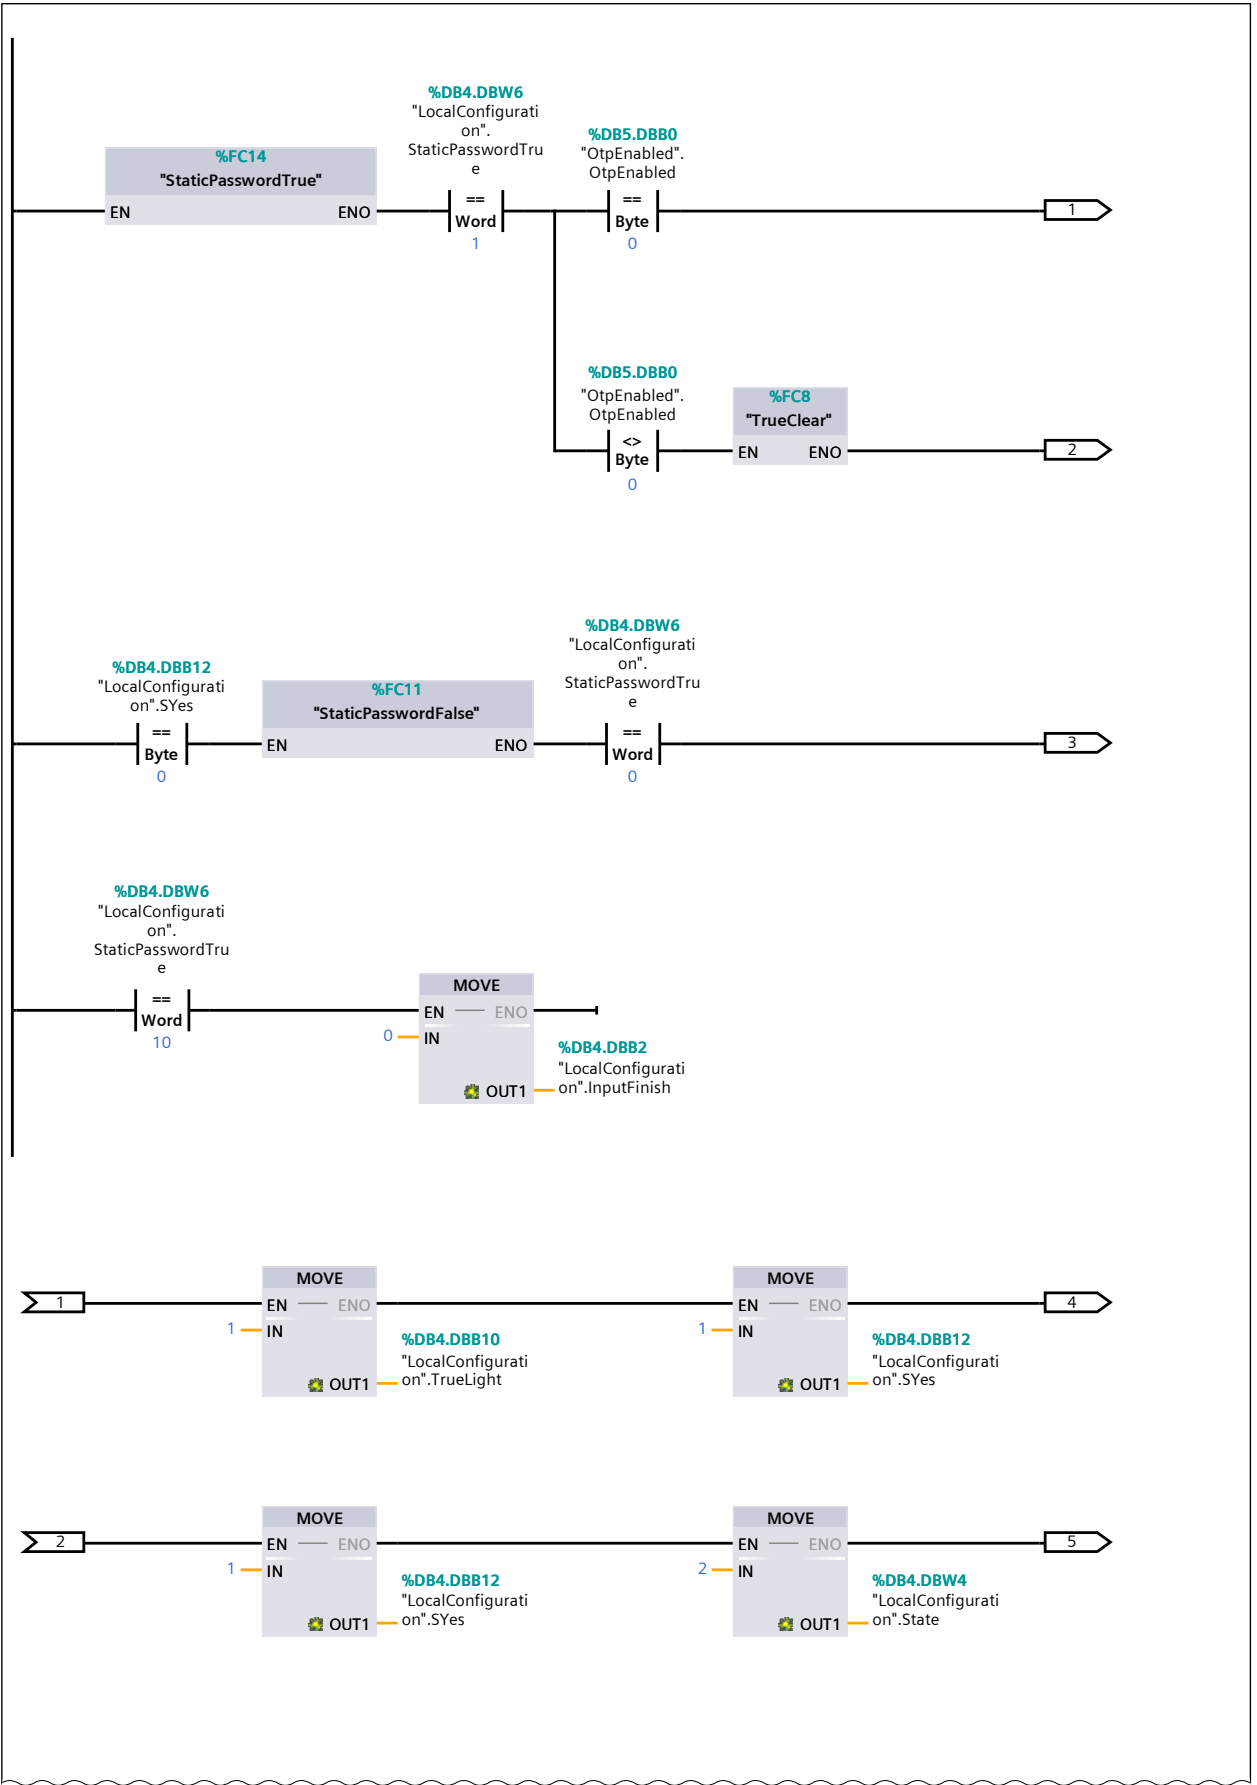 %DB4.DBW6
"LocalConfigurati
on".
StaticPasswordTru
e
%DB5.DBB0
"OtpEnabled".
OtpEnabled
%FC14
"StaticPasswordTrue"
EN
ENO
==
Word
1
==
Byte
0
1
%DB5.DBB0
"OtpEnabled".
OtpEnabled
<>
Byte
0
%FC8
"TrueClear"
EN
ENO
2
%DB4.DBB12
"LocalConfigurati
on".SYes
==
Byte
0
%FC11
"StaticPasswordFalse"
EN
ENO
%DB4.DBW6
"LocalConfigurati
on".
StaticPasswordTru
e
==
Word
0
3
%DB4.DBW6
"LocalConfigurati
on".
StaticPasswordTru
e
==
Word
10
MOVE
EN
ENO
0
IN
OUT1
%DB4.DBB2
"LocalConfigurati
on".InputFinish
1
MOVE
EN
ENO
1
IN
OUT1
%DB4.DBB10
"LocalConfigurati
on".TrueLight
MOVE
EN
ENO
1
IN
OUT1
%DB4.DBB12
"LocalConfigurati
on".SYes
4
2
MOVE
EN
ENO
1
IN
OUT1
%DB4.DBB12
"LocalConfigurati
on".SYes
MOVE
EN
ENO
2
IN
OUT1
%DB4.DBW4
"LocalConfigurati
on".State
5